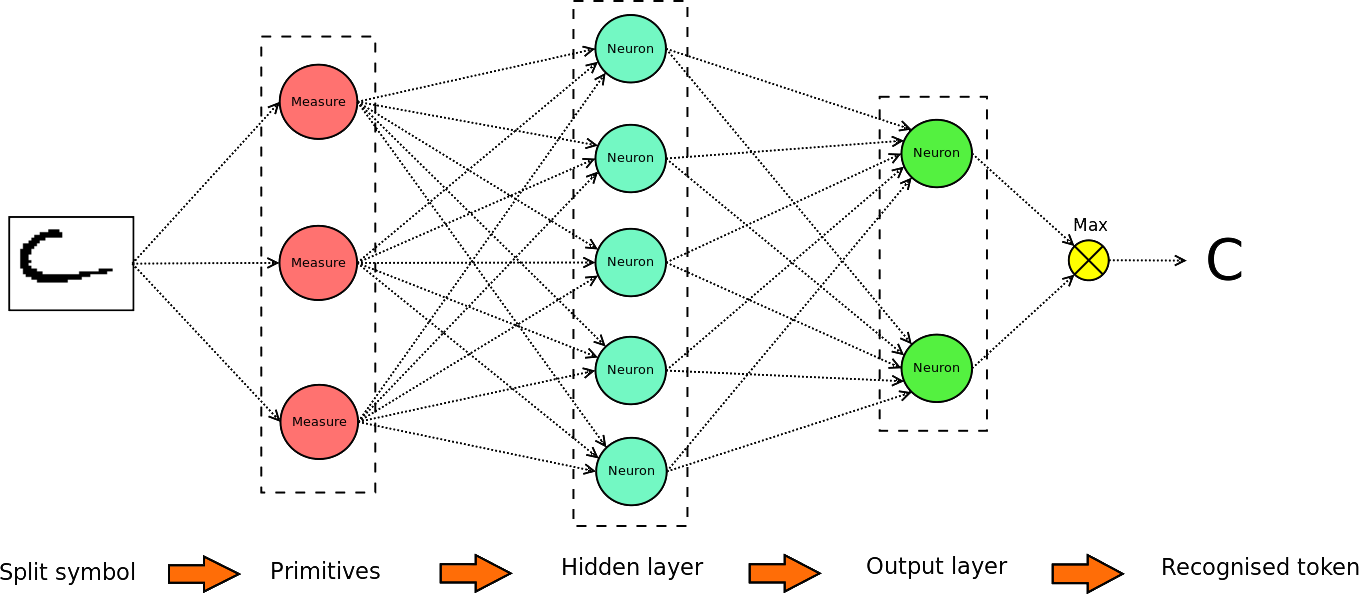 Measure
Measure
Measure
Neuron
Neuron
Neuron
Neuron
Neuron
Neuron
Neuron
Max
C
C
Split symbol
Primitives
Hidden layer
Output layer
Recognised token